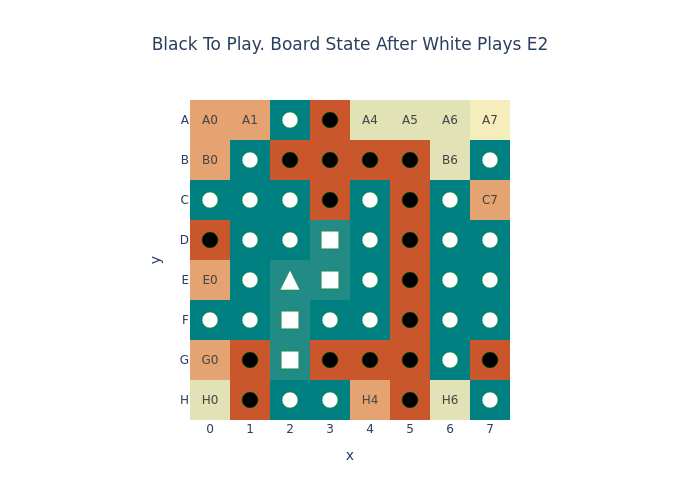 Black To Play. Board State After White Plays E2
A A0 A1 A4 A5 A6 A7
B B0 B6
C C7
D
E E0
F
G G0
H H0 H4 H6
0 1 2 3 4 5 6 7
x
y